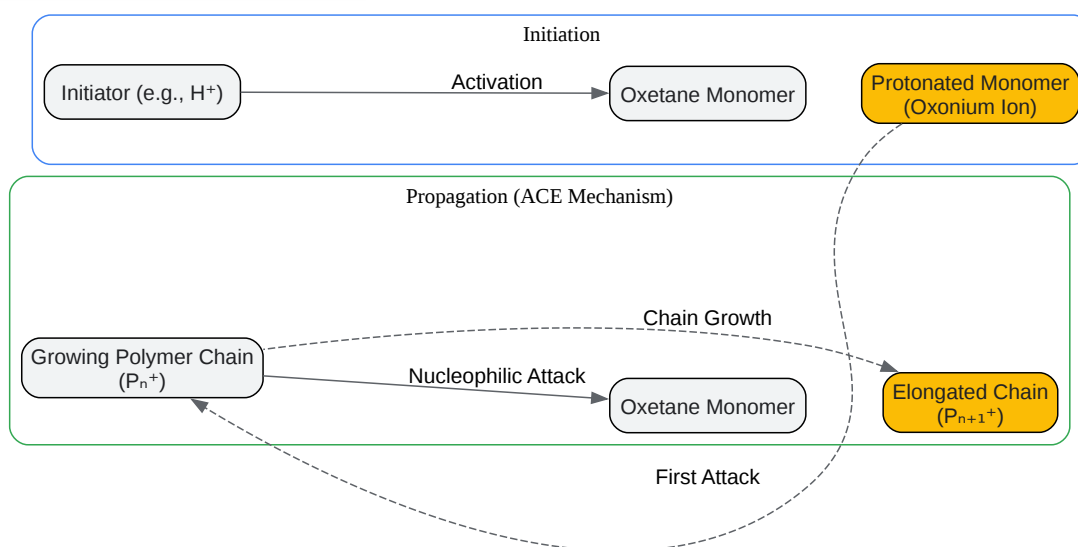 Initiation
Initiator (e.g., H⁺)
Activation
Oxetane Monomer
Protonated Monomer
(Oxonium Ion)
Propagation (ACE Mechanism)
Chain Growth
Growing Polymer Chain
(Pₙ⁺)
Nucleophilic Attack
Oxetane Monomer
Elongated Chain
(Pₙ₊₁⁺)
First Attack